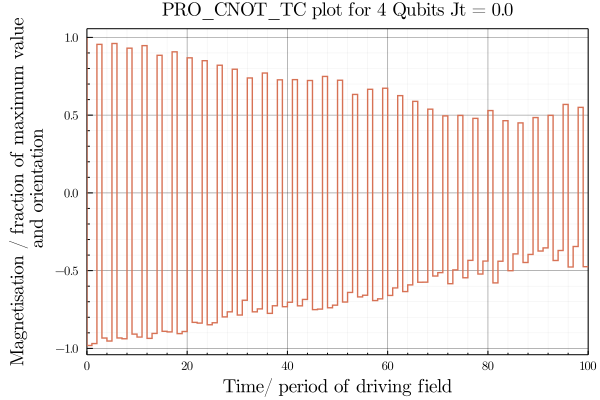 PRO_CNOT_TC plot for 4 Qubits Jt = 0.0
Magnetisation / fraction of maximum value
and orientation
1.0
0.5
0.0
−0.5
−1.0
0 20 40 60 80 100
Time/ period of driving field